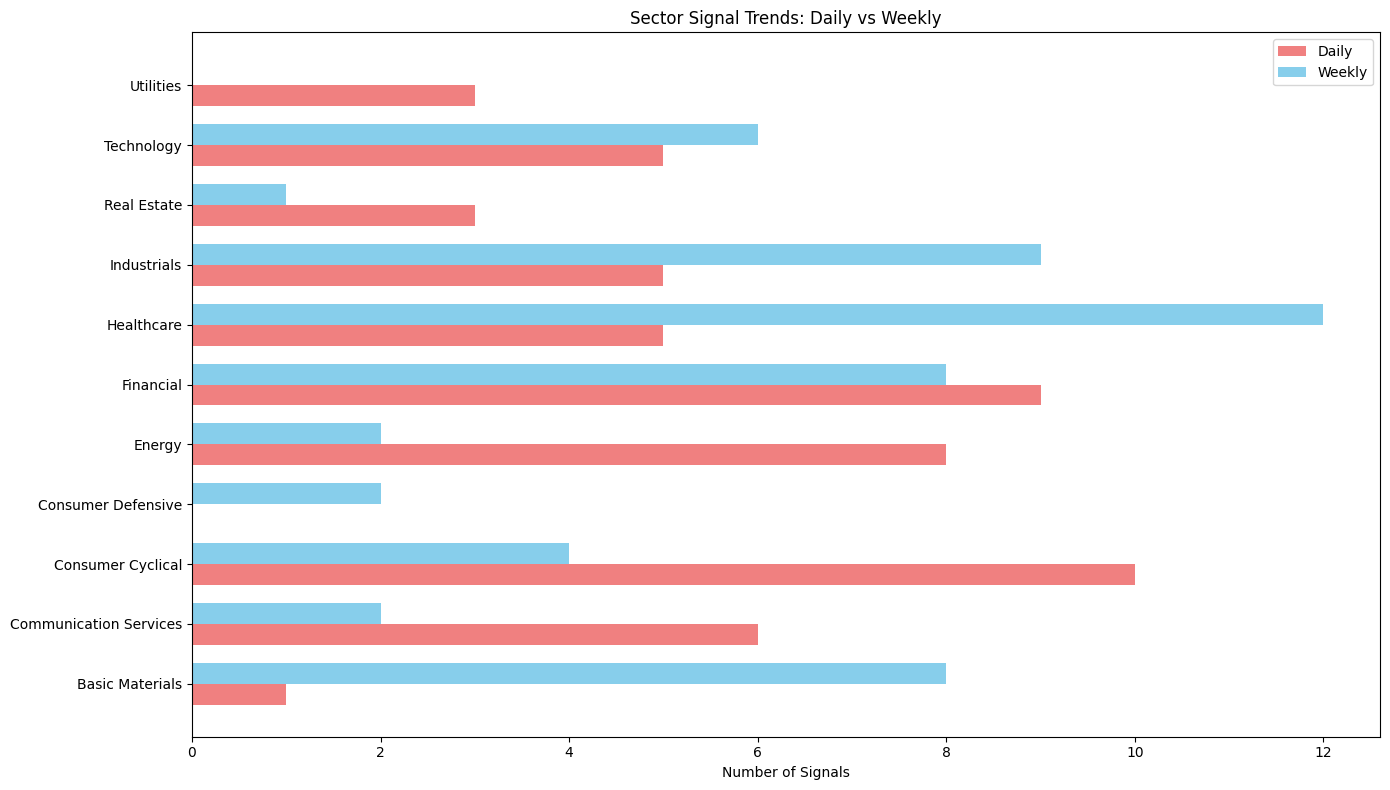 Sector Signal Trends: Daily vs Weekly
Daily
Weekly
Utilities
Technology
Real Estate
Industrials
Healthcare
Financial
Energy
Consumer Defensive
Consumer Cyclical
Communication Services
Basic Materials
0 2 4 6 8 10 12
Number of Signals